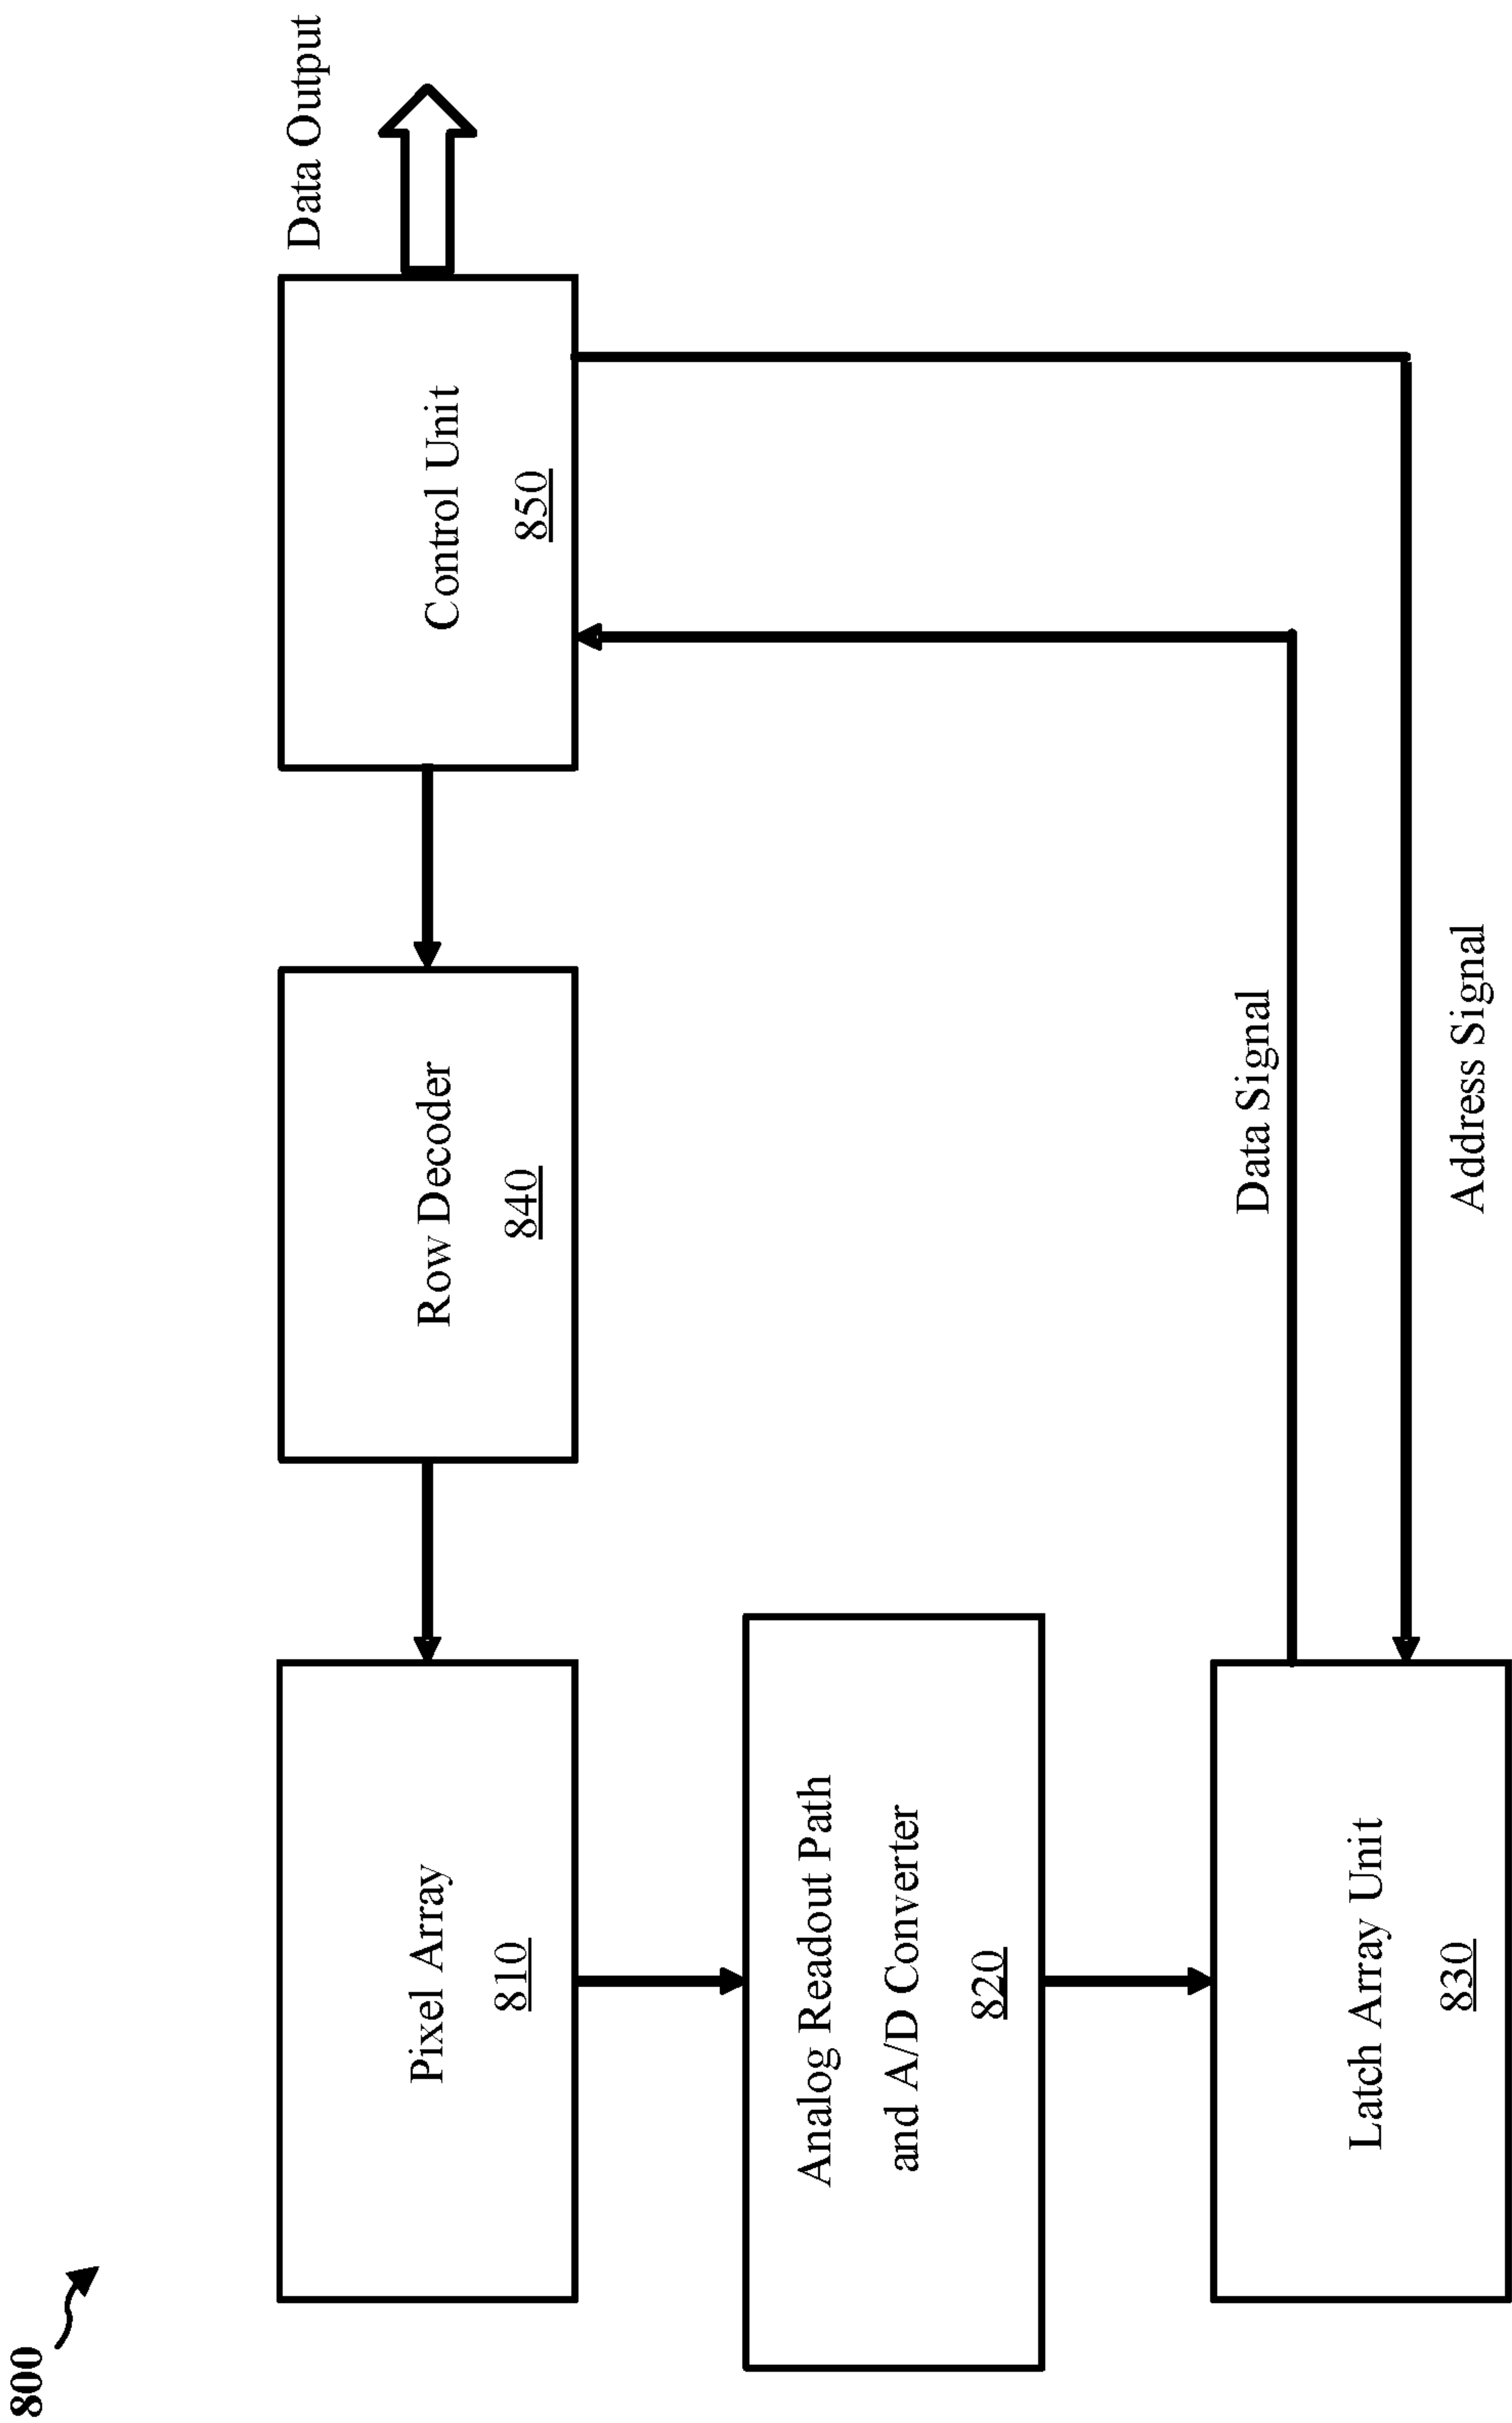 800
Data Output
Pixel Array
810
Row Decoder
840
Control Unit
850
Analog Readout Path
and A/D Converter
820
Data Signal
Latch Array Unit
830
Address Signal